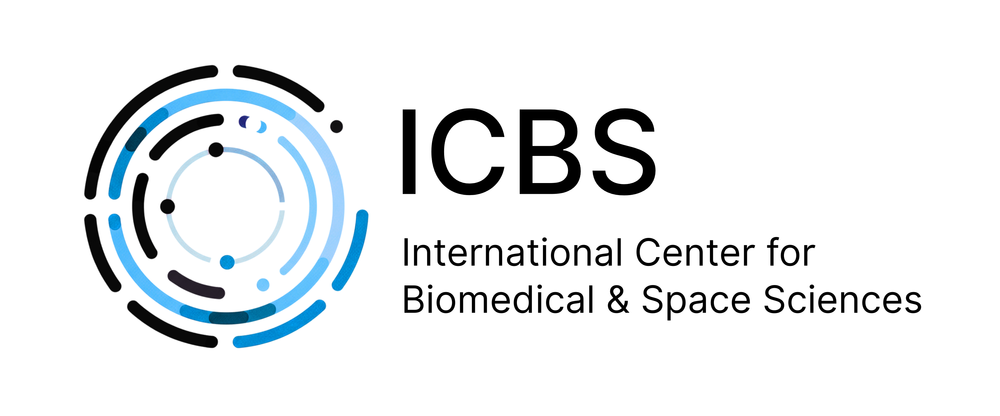 ICBS
International Center for
Biomedical & Space Sciences